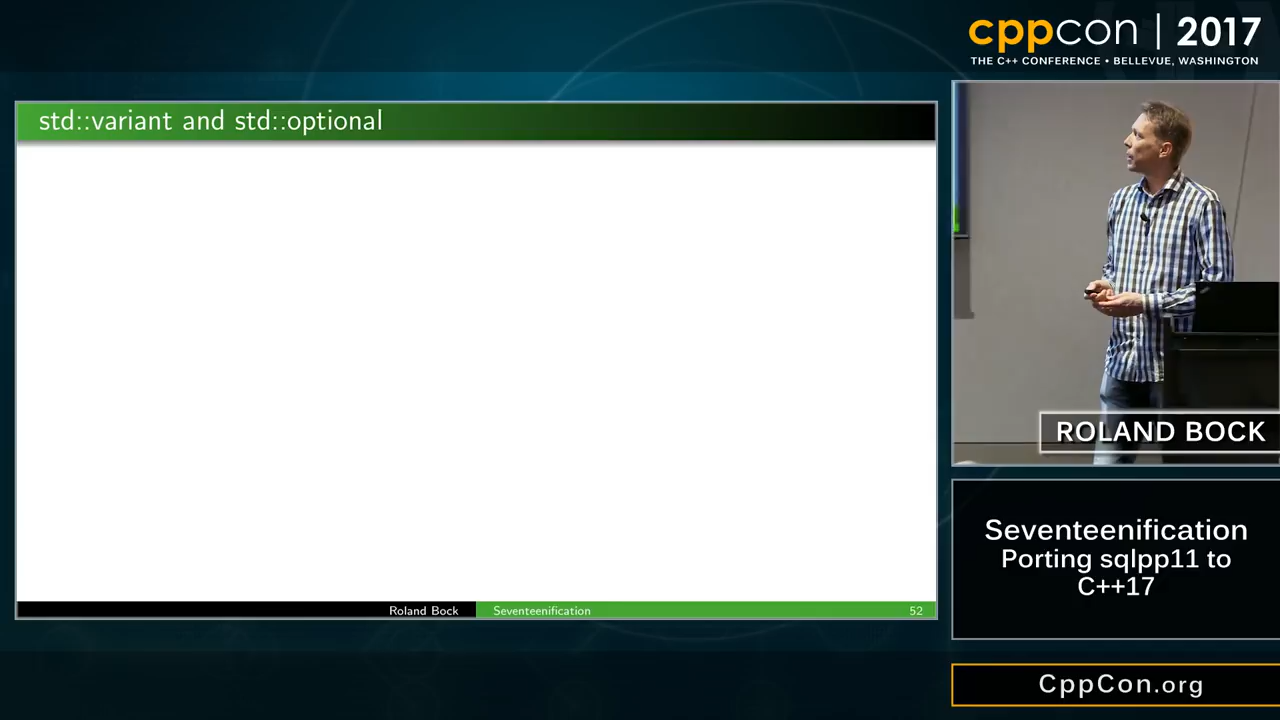 cppcon | 2017
THE C++ CONFERENCE • BELLEVUE, WASHINGTON
std::variant and std::optional
ROLAND BOCK
Seventeenification
Porting sqlpp11 to
C++17
Roland Bock
Seventeenification
52
CppCon.org